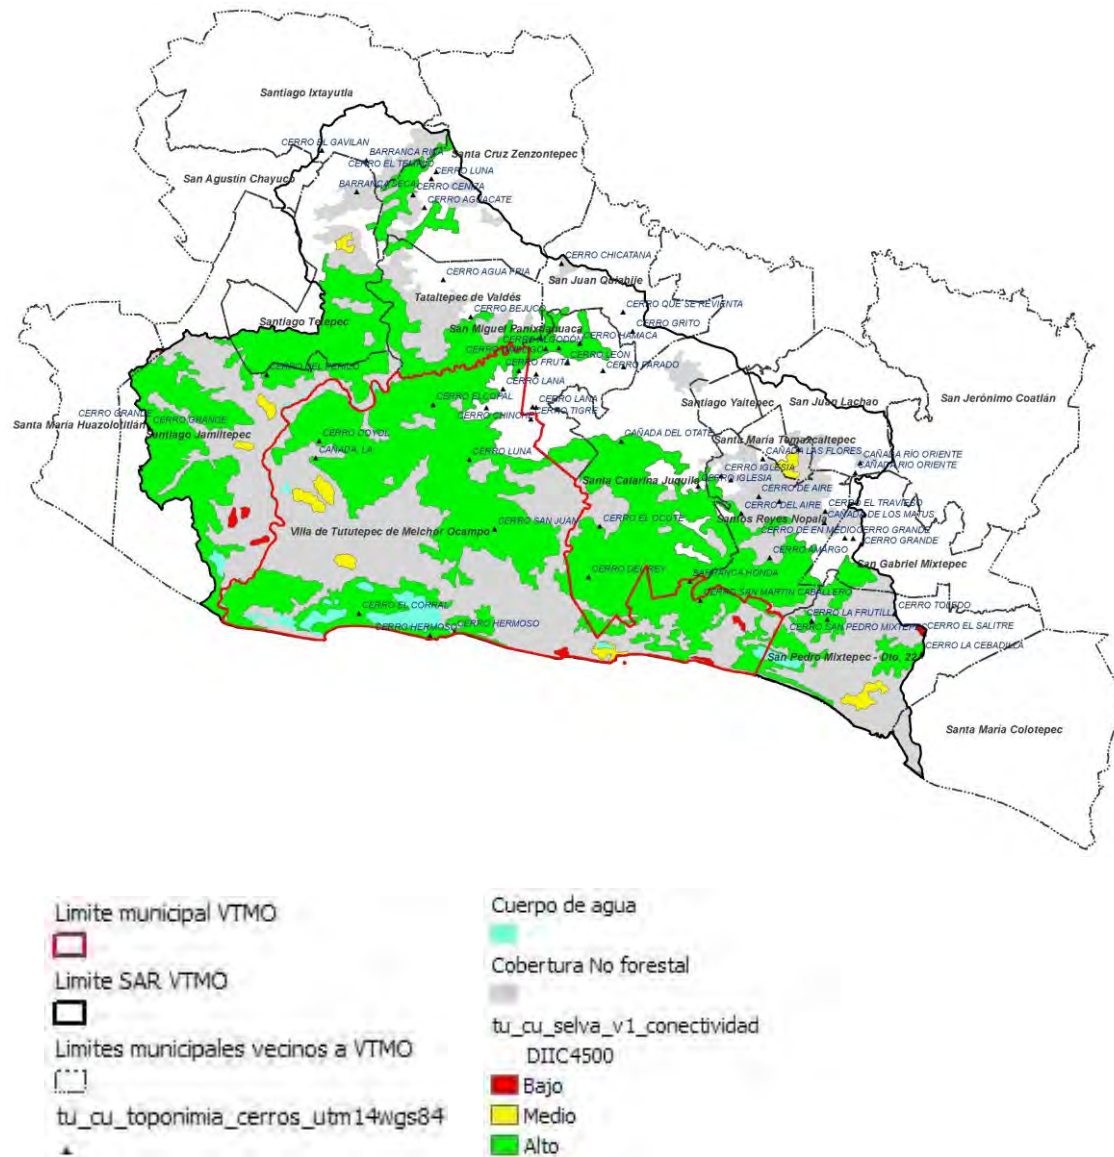 Santiago Ixtayutla
CERRO EL GAVILAN
BARRANCA RICA
Santa Cruz Zenzontepec
CERRO EL TEMPLO
CERRO LUNA
San Agustín Chayuco
BARRANCA SECA
CERRO CENIZA
CERRO AGUACATE
CERRO CHICATANA
CERRO AGUA FRIA
San Juan Quiahije
Tataltepec de Valdés
CERRO BEJUCO
CERRO QUE SE REVIENTA
Santiago Tetepec
San Miguel Panixtlahuaca
CERRO GRITO
CERRO HAMACA
CERRO LEÓN
CERRO FRUTA
CERRO PARADO
CERRO LANA
San Jerónimo Coatlán
CERRO EL COPAL
Santiago Yaitepec
San Juan Lachao
CERRO GRANDE
CERRO GRANDE
CERRO CHINCHE
CERRO LANA
CERRO TIGRE
Santa María Huazolotitlán
Santiago Jamiltepec
CERRO COYOL
CAÑADA DEL OTATE
Santa María Temaxcaltepec
CAÑADA LAS FLORES
CAÑADA, LA
CERRO LUNA
CAÑADA RÍO ORIENTE
CAÑADA RIO ORIENTE
CERRO IGLESIA
CERRO IGLESIA
Santa Catarina Juquila
CERRO DE AIRE
CERRO DEL AIRE
CERRO EL TRAVIESO
CAÑADA DE LOS MATUS
Santos Reyes Nopala
CERRO SAN JUAN
CERRO EL OCOTE
Villa de Tututepec de Melchor Ocampo
CERRO DE EN MEDIO
CERRO GRANDE
CERRO GRANDE
CERRO AMARGO
San Gabriel Mixtepec
CERRO DEL REY
BARRANCA HONDA
CERRO SAN MARTIN CABALLERO
CERRO EL CORRAL
CERRO LA FRUTILLA
CERRO TOLEDO
CERRO HERMOSO
CERRO HERMOSO
CERRO SAN PEDRO MIXTEPEC
CERRO EL SALITRE
CERRO LA CEBADILLA
San Pedro Mixtepec - Dto. 22
Santa María Colotepec
Limite municipal VTMO
Limite SAR VTMO
Limites municipales vecinos a VTMO
tu_cu_toponimia_cerros_utm14wgs84
Cuerpo de agua
Cobertura No forestal
tu_cu_selva_v1_conectividad
DIIC4500
Bajo
Medio
Alto